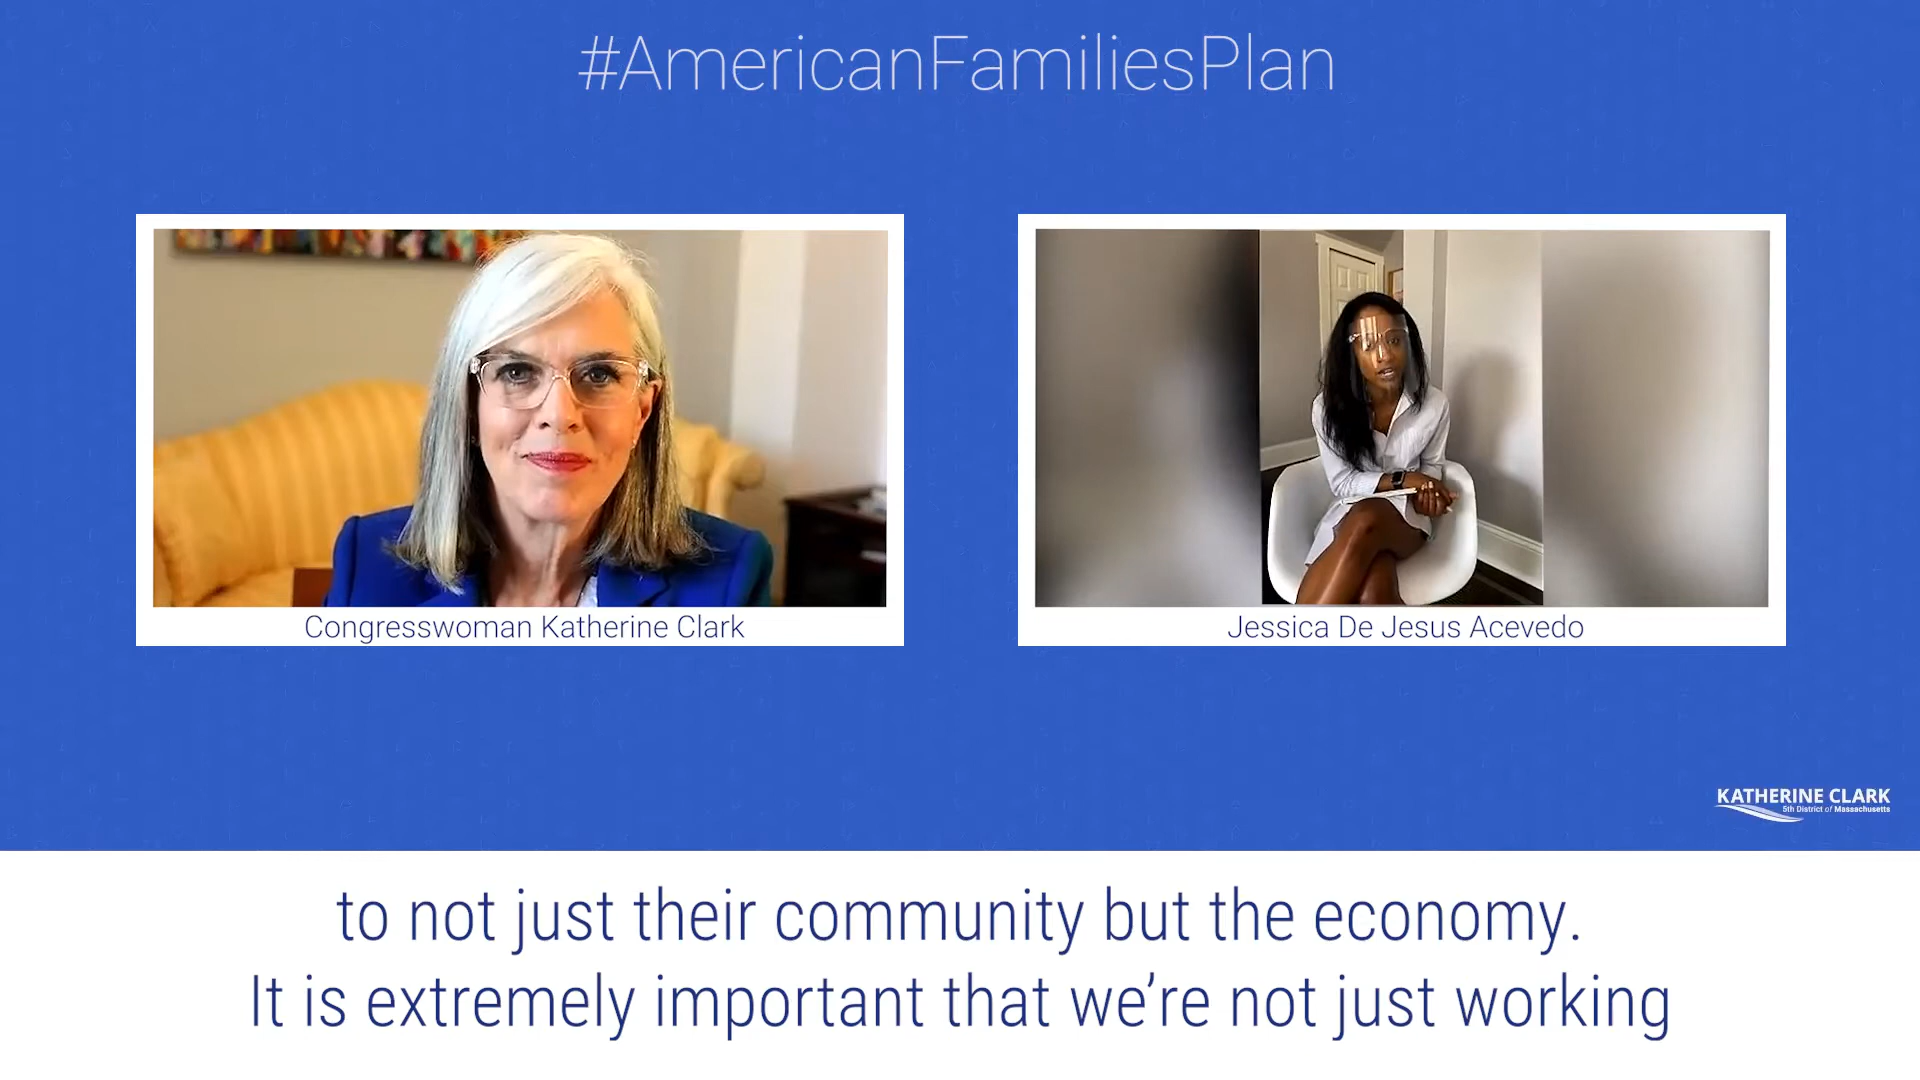 #AmericanFamiliesPlan
Congresswoman Katherine Clark
Jessica De Jesus Acevedo
KATHERINE CLARK
5th District of Massachusetts
to not just their community but the economy.
It is extremely important that we’re not just working